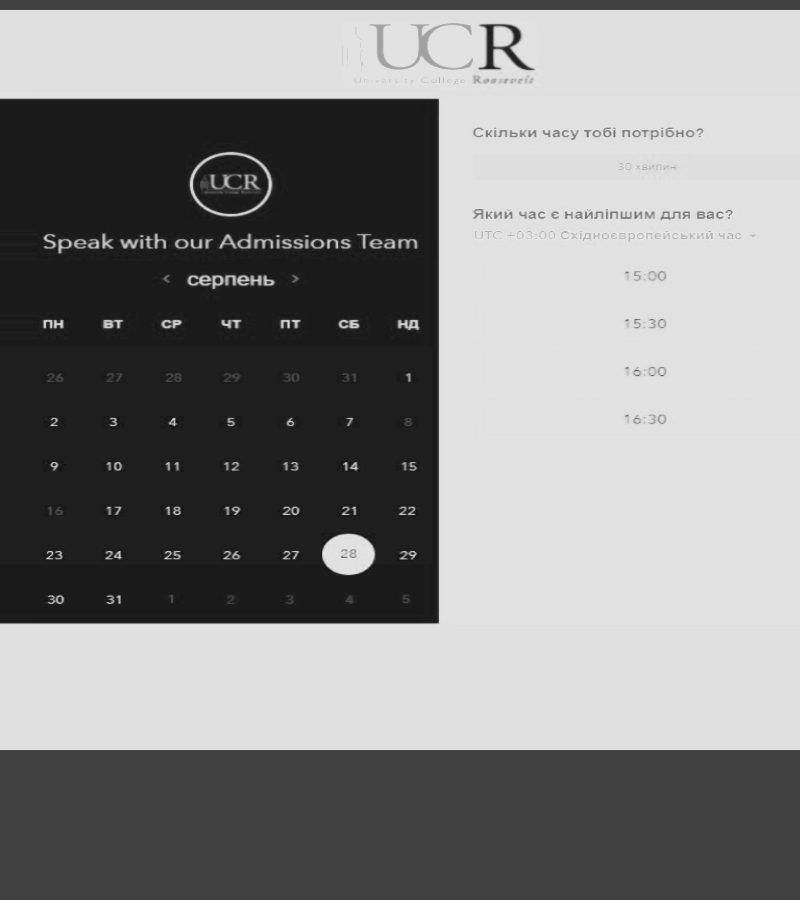 UCR
University College Roosevelt
UCR
Speak with our Admissions Team
< серпень >
ПН ВТ СР ЧТ ПТ СБ НД
26 27 28 29 30 31 1
2 3 4 5 6 7 8
9 10 11 12 13 14 15
16 17 18 19 20 21 22
23 24 25 26 27 28 29
30 31 1 2 3 4 5
Скільки часу тобі потрібно?
30 хвилин
Який час є найліпшим для вас?
UTC +03:00 Східноєвропейський час
15:00
15:30
16:00
16:30